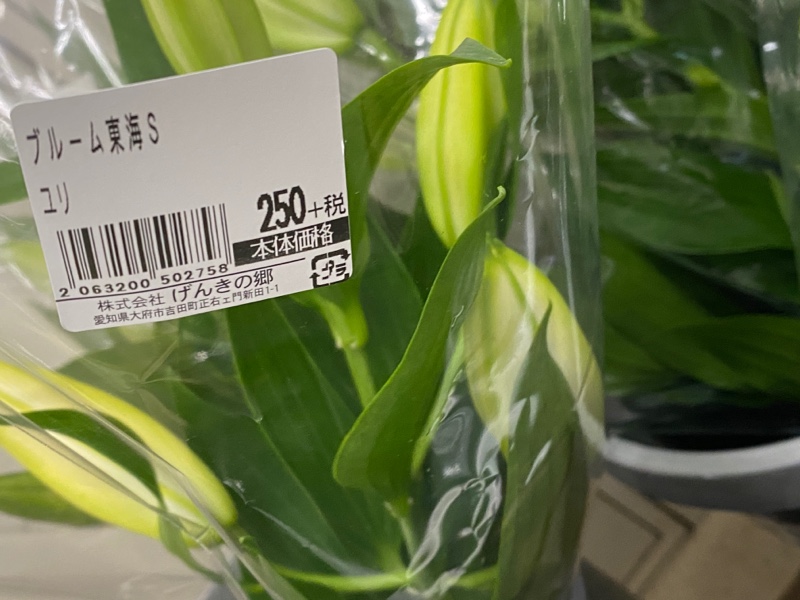 ブルーム東海S
ユリ
250+税
本体価格
2 063200 502758
プラ
株式会社 げんきの郷
愛知県大府市吉田町正右ェ門新田1-1